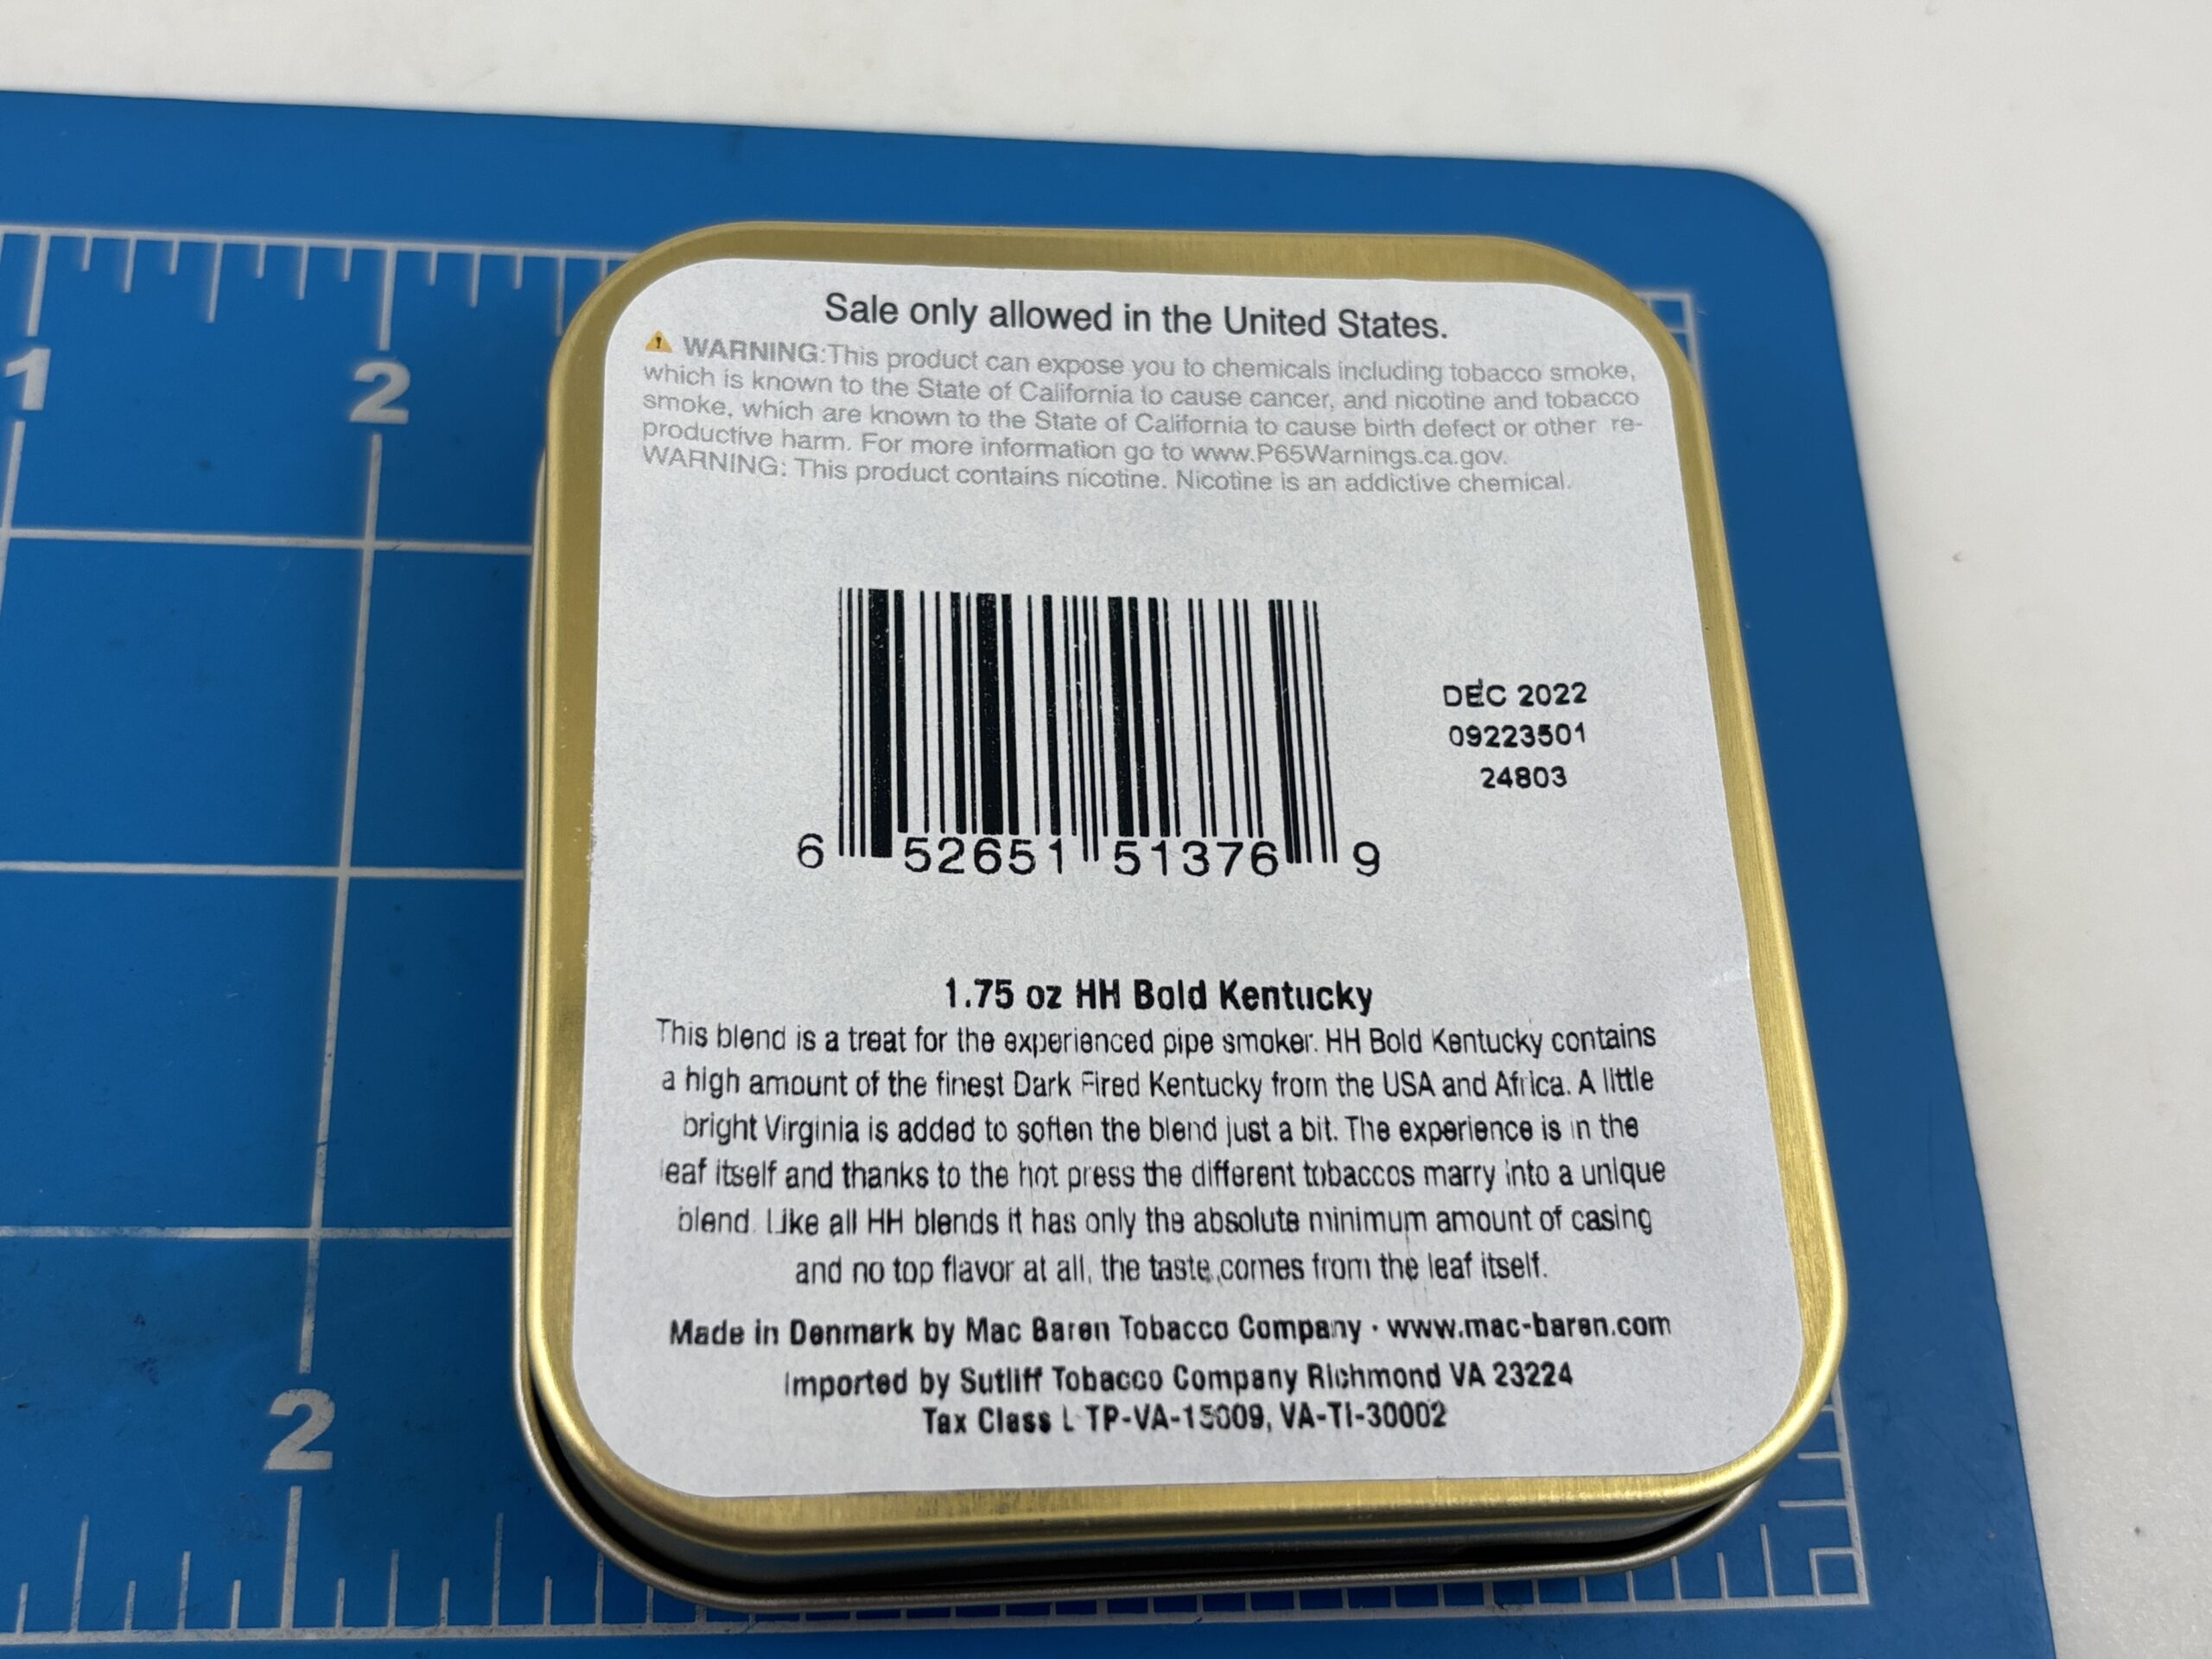 Sale only allowed in the United States.
⚠ WARNING:This product can expose you to chemicals including tobacco smoke,
which is known to the State of California to cause cancer, and nicotine and tobacco
smoke, which are known to the State of California to cause birth defect or other re-
productive harm. For more information go to www.P65Warnings.ca.gov.
WARNING: This product contains nicotine. Nicotine is an addictive chemical.
DEC 2022
09223501
24803
6 52651 51376 9
1.75 oz HH Bold Kentucky
This blend is a treat for the experienced pipe smoker. HH Bold Kentucky contains
a high amount of the finest Dark Fired Kentucky from the USA and Africa. A little
bright Virginia is added to soften the blend just a bit. The experience is in the
leaf itself and thanks to the hot press the different tobaccos marry into a unique
blend. Like all HH blends it has only the absolute minimum amount of casing
and no top flavor at all, the taste comes from the leaf itself.
Made in Denmark by Mac Baren Tobacco Company · www.mac-baren.com
Imported by Sutliff Tobacco Company Richmond VA 23224
Tax Class L TP-VA-15009, VA-TI-30002
1
2
2